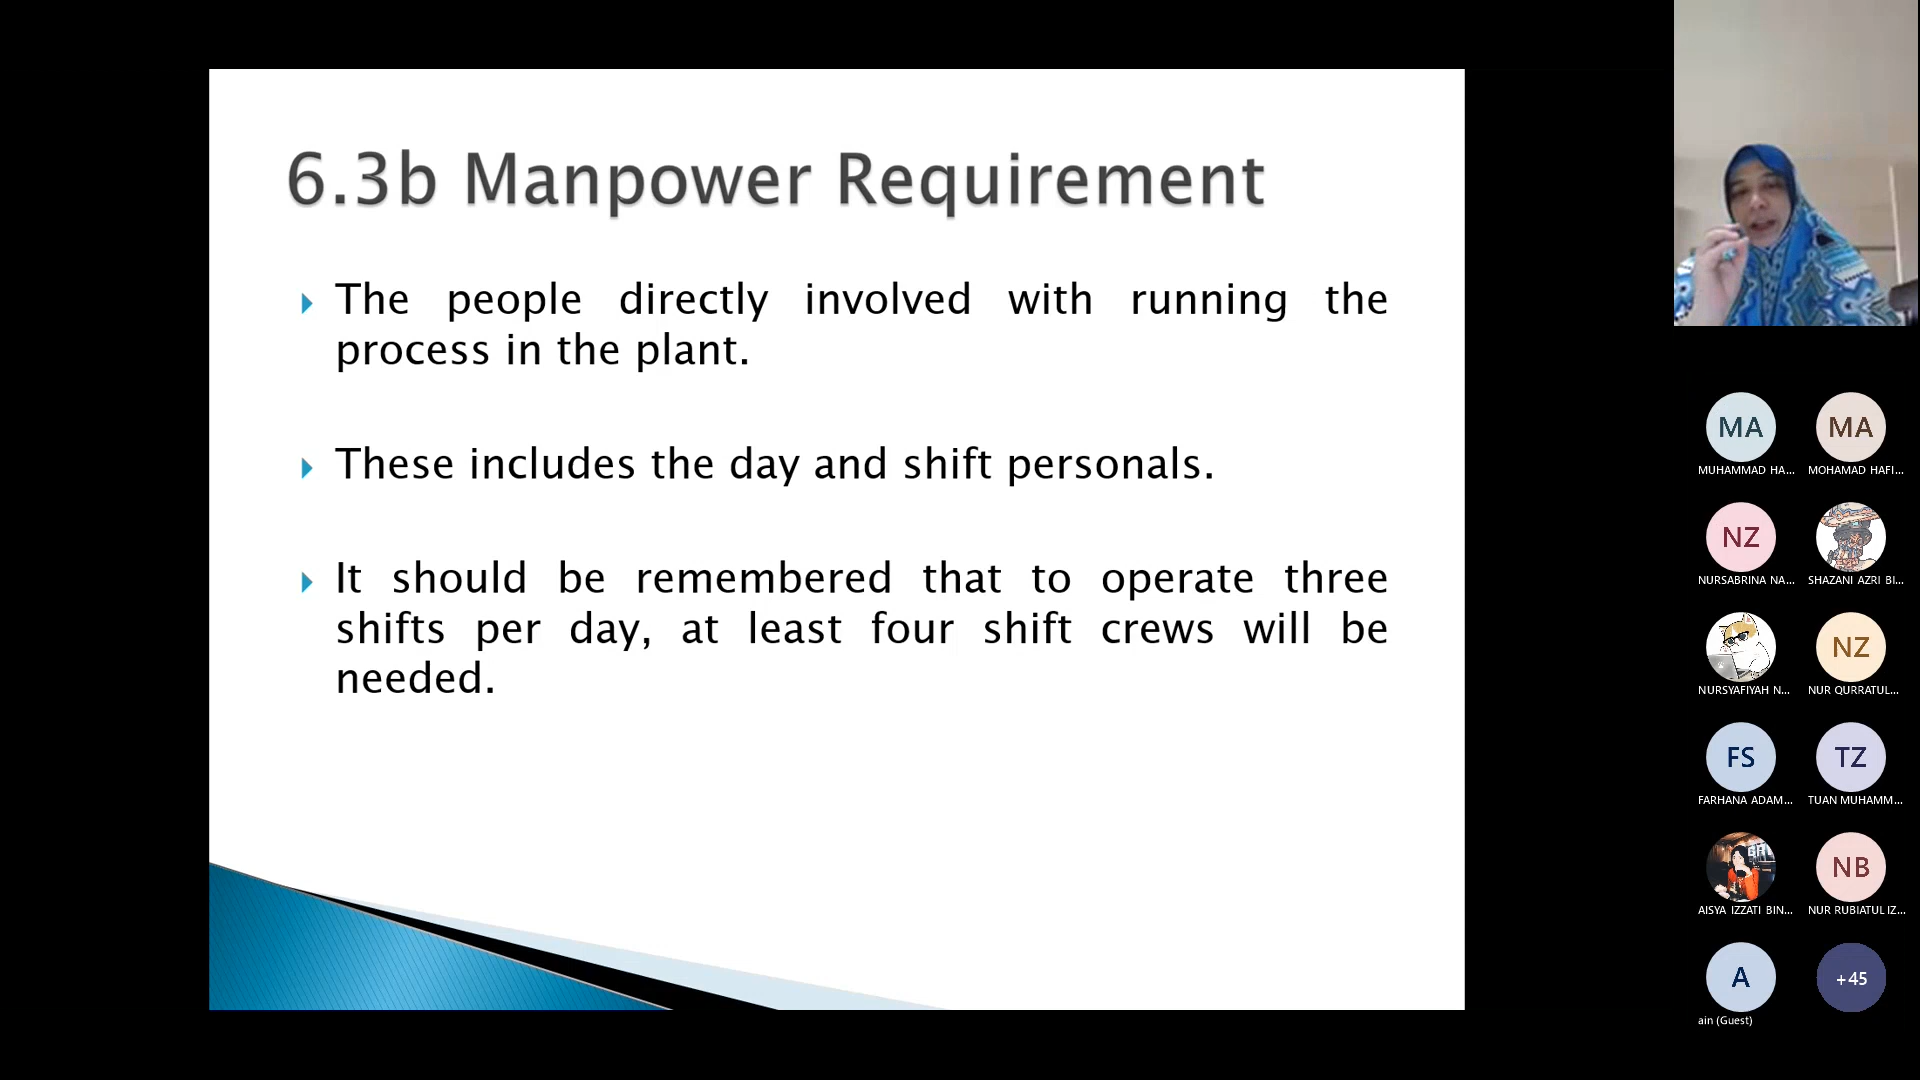 6.3b Manpower Requirement
The people directly involved with running the
process in the plant.
These includes the day and shift personals.
It should be remembered that to operate three
shifts per day, at least four shift crews will be
needed.
MA
MUHAMMAD HA...
MA
MOHAMAD HAFI...
NZ
NURSABRINA NA...
SHAZANI AZRI BI...
NURSYAFIYAH N...
NZ
NUR QURRATUL...
FS
FARHANA ADAM...
TZ
TUAN MUHAMM...
AISYA IZZATI BIN...
NB
NUR RUBIATUL IZ...
A
ain (Guest)
+45